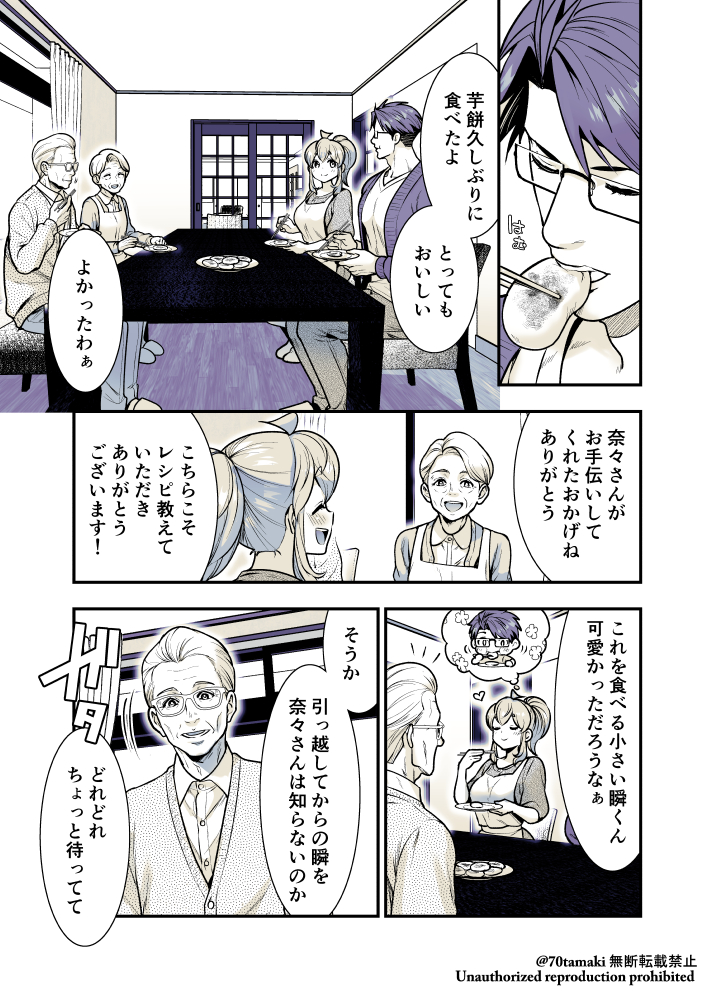 はむ
芋餅久しぶりに
食べたよ
とっても
おいしい
よかったわぁ
奈々さんが
お手伝いして
くれたおかげね
ありがとう
こちらこそ
レシピ教えて
いただき
ありがとう
ございます！
これを食べる小さい瞬くん
可愛かっただろうなぁ
そうか
引っ越してからの瞬を
奈々さんは知らないのか
ガタ
どれどれ
ちょっと待ってて
@70tamaki 無断転載禁止
Unauthorized reproduction prohibited